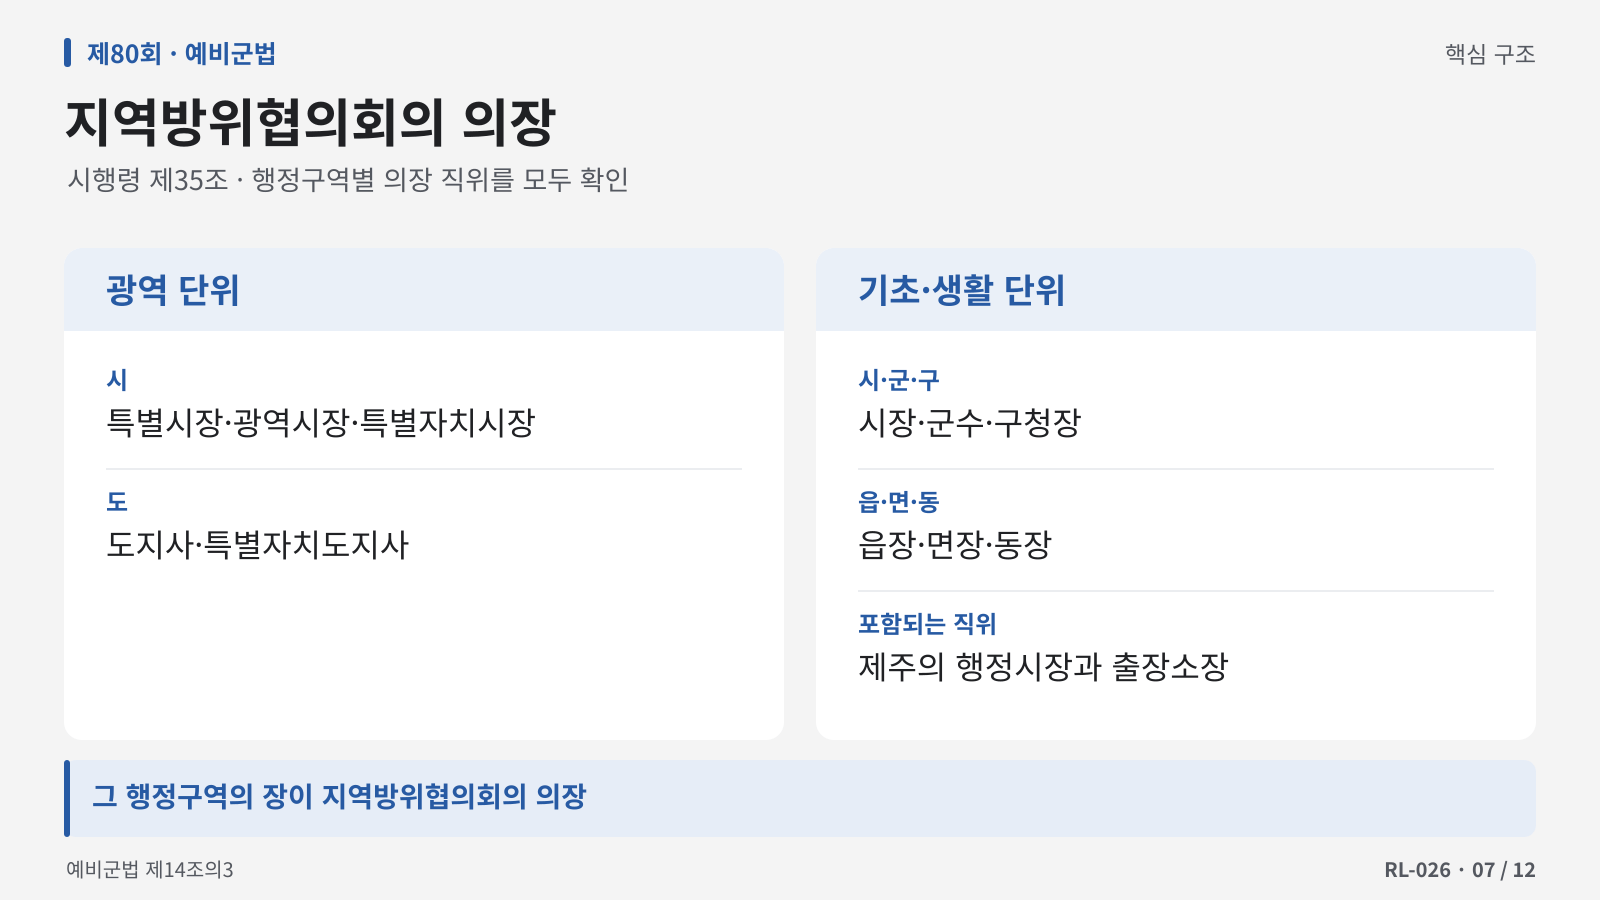 제80회 · 예비군법
핵심 구조
지역방위협의회의 의장
시행령 제35조 · 행정구역별 의장 직위를 모두 확인
광역 단위
시
특별시장·광역시장·특별자치시장
도
도지사·특별자치도지사
기초·생활 단위
시·군·구
시장·군수·구청장
읍·면·동
읍장·면장·동장
포함되는 직위
제주의 행정시장과 출장소장
그 행정구역의 장이 지역방위협의회의 의장
예비군법 제14조의3
RL-026 · 07 / 12